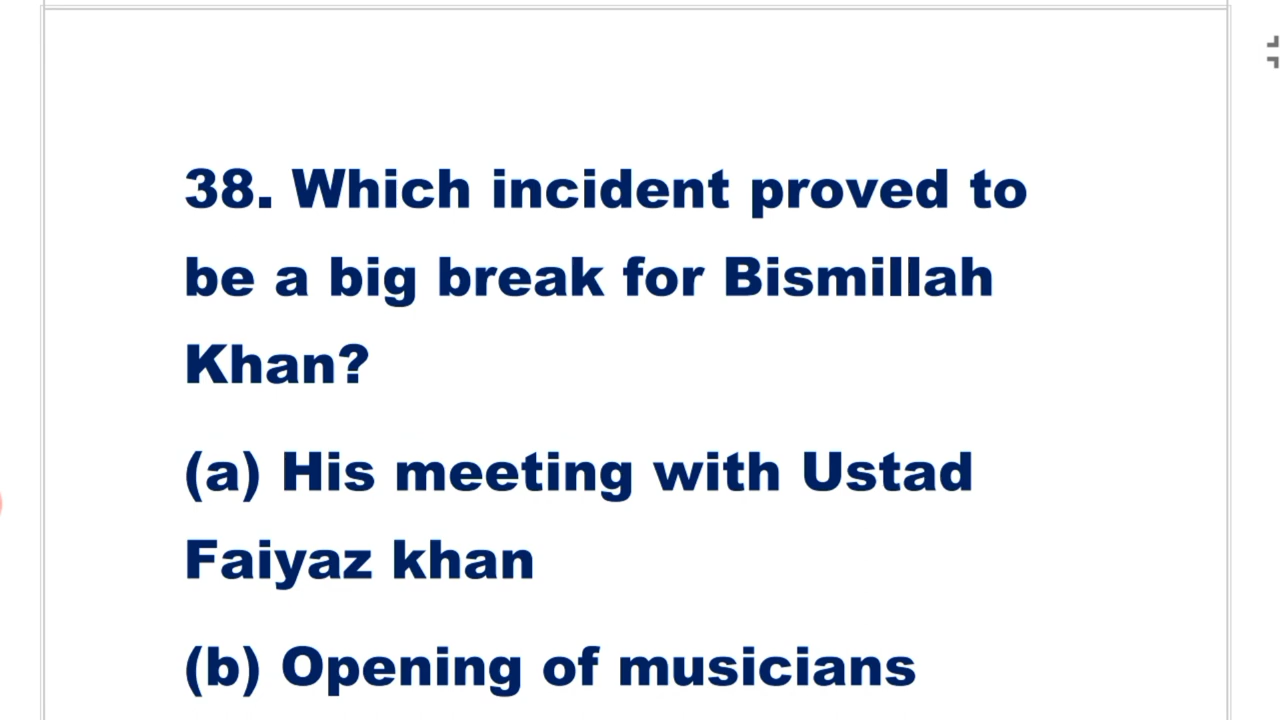 38. Which incident proved to
be a big break for Bismillah
Khan?
(a) His meeting with Ustad
Faiyaz khan
(b) Opening of musicians